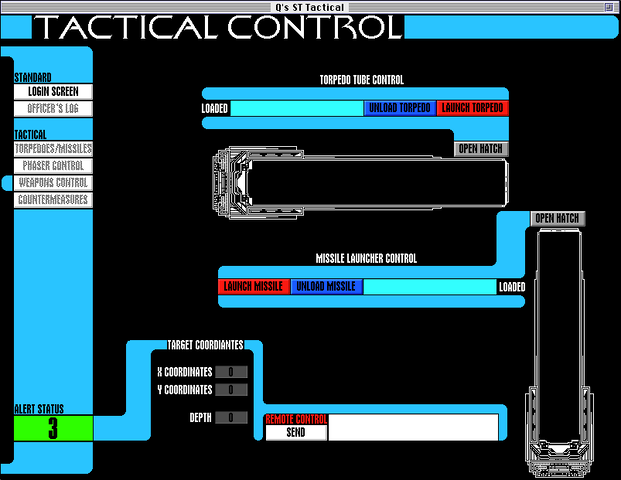 Q's ST Tactical
TACTICAL CONTROL
STANDARD
LOGIN SCREEN
OFFICER'S LOG
TACTICAL
TORPEDOES/MISSILES
PHASER CONTROL
WEAPONS CONTROL
COUNTERMEASURES
TORPEDO TUBE CONTROL
LOADED
UNLOAD TORPEDO
LAUNCH TORPEDO
OPEN HATCH
OPEN HATCH
MISSILE LAUNCHER CONTROL
LAUNCH MISSILE
UNLOAD MISSILE
LOADED
TARGET COORDIANTES
X COORDINATES 0
Y COORDINATES 0
DEPTH 0
ALERT STATUS
3
REMOTE CONTROL
SEND